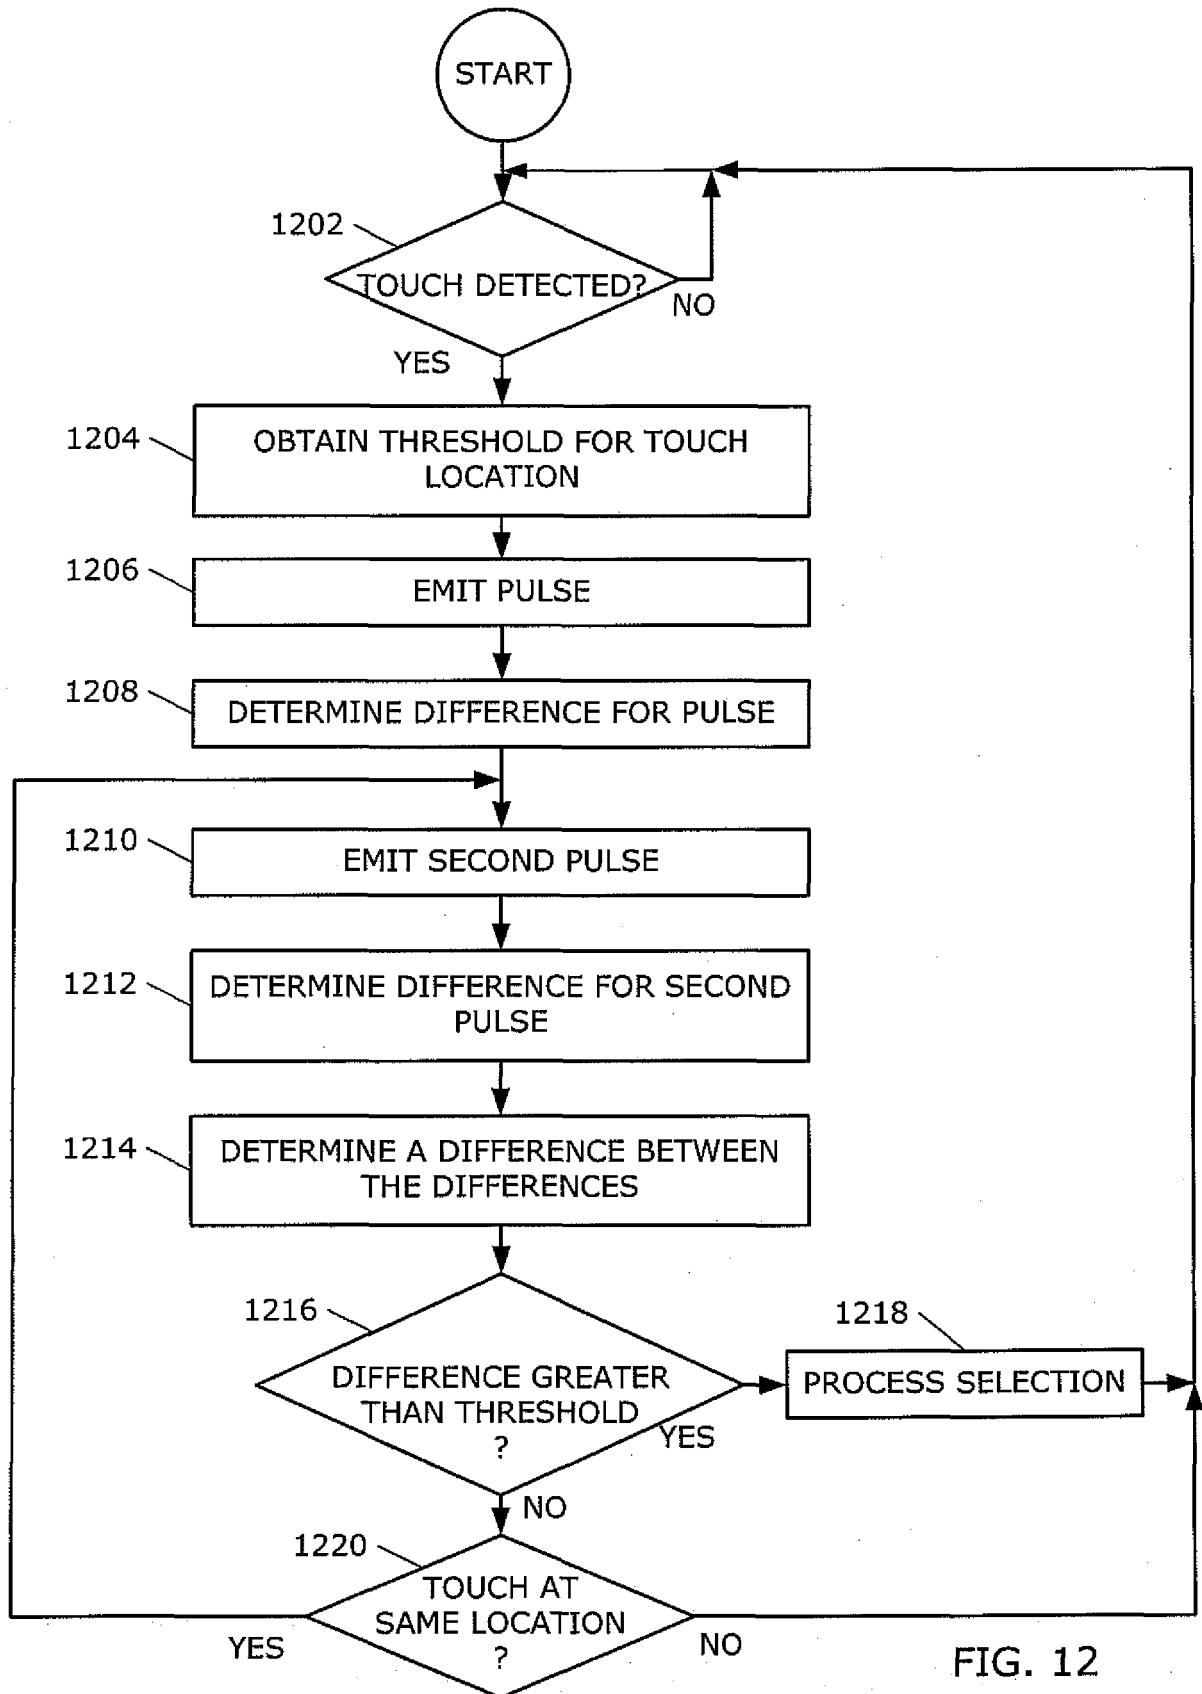 START
1202
TOUCH DETECTED?
NO
YES
1204
OBTAIN THRESHOLD FOR TOUCH
LOCATION
1206
EMIT PULSE
1208
DETERMINE DIFFERENCE FOR PULSE
1210
EMIT SECOND PULSE
1212
DETERMINE DIFFERENCE FOR SECOND
PULSE
1214
DETERMINE A DIFFERENCE BETWEEN
THE DIFFERENCES
1216
DIFFERENCE GREATER
THAN THRESHOLD
?
YES
1218
PROCESS SELECTION
NO
1220
TOUCH AT
SAME LOCATION
?
YES
NO
FIG. 12